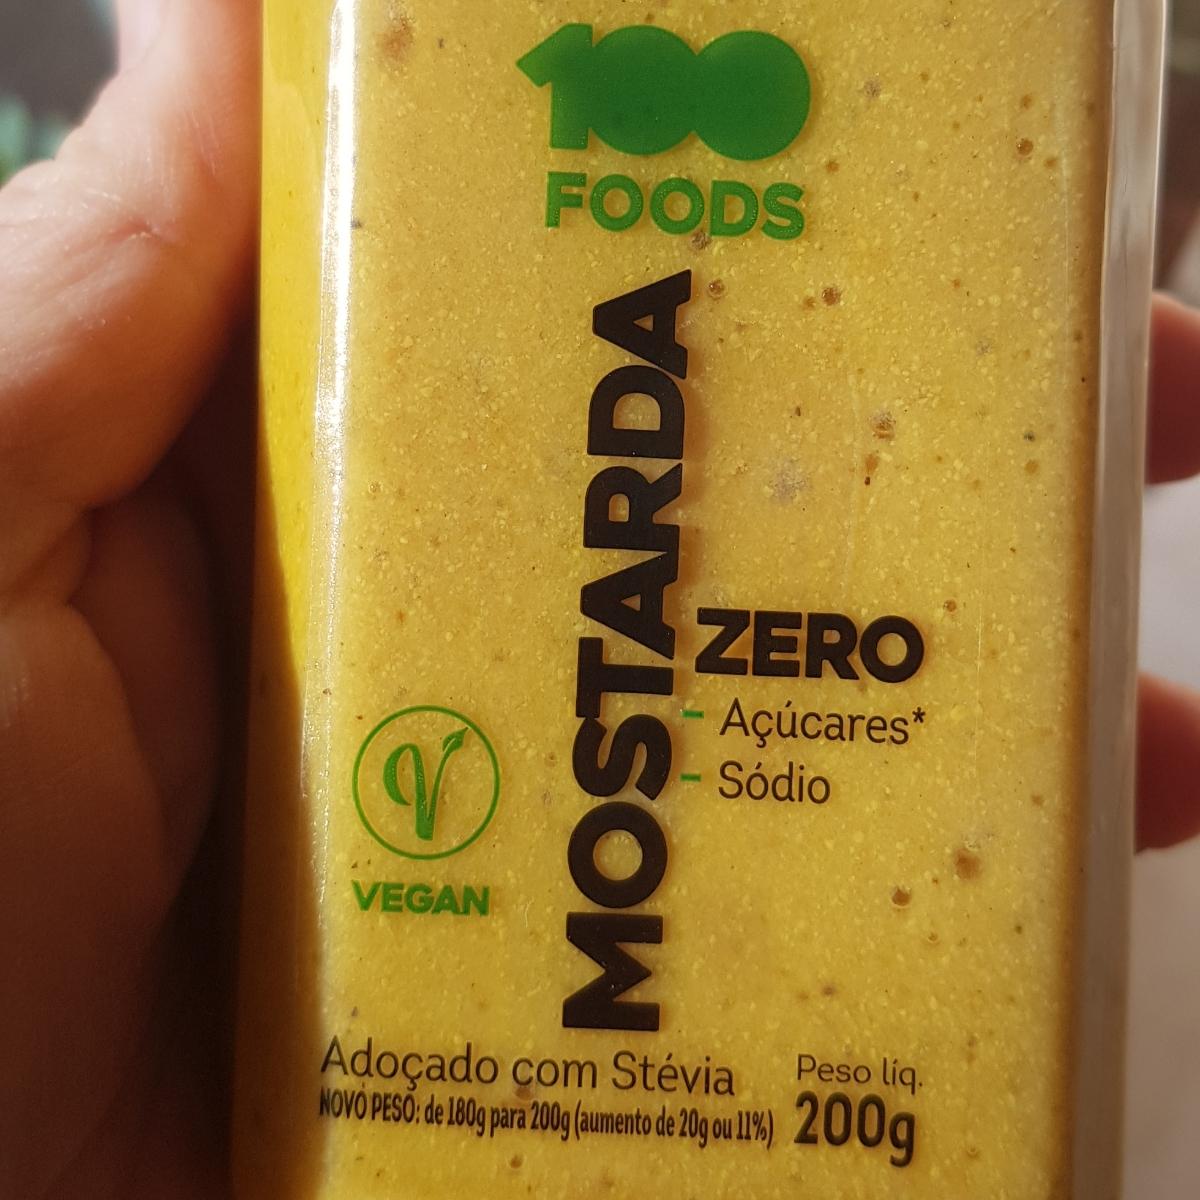 100
FOODS
MOSTARDA
ZERO
- Açúcares*
- Sódio
V
VEGAN
Adoçado com Stévia
NOVO PESO: de 180g para 200g (aumento de 20g ou 11%)
Peso líq.
200g